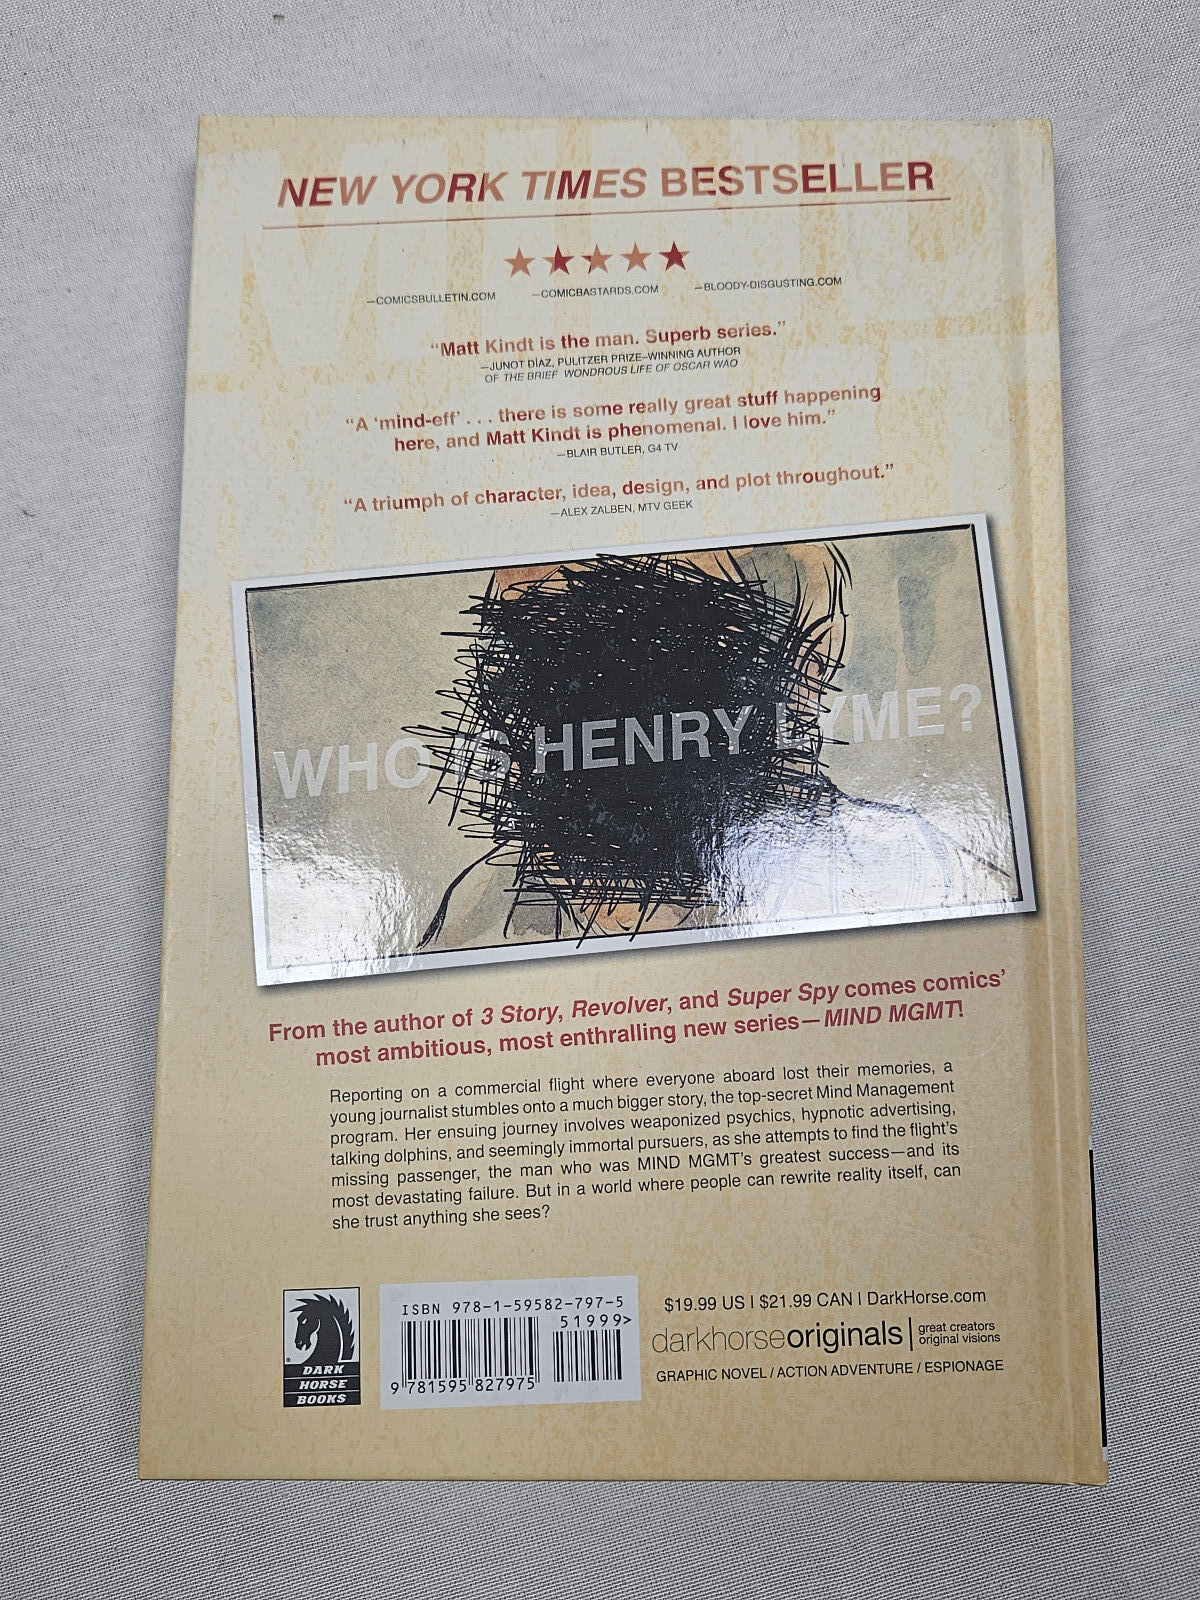 NEW YORK TIMES BESTSELLER
—COMICSBULLETIN.COM —COMICBASTARDS.COM —BLOODY-DISGUSTING.COM
“Matt Kindt is the man. Superb series.”
—JUNOT DÍAZ, PULITZER PRIZE–WINNING AUTHOR
OF THE BRIEF WONDROUS LIFE OF OSCAR WAO
“A ‘mind-eff’ . . . there is some really great stuff happening
here, and Matt Kindt is phenomenal. I love him.”
—BLAIR BUTLER, G4 TV
“A triumph of character, idea, design, and plot throughout.”
—ALEX ZALBEN, MTV GEEK
WHO IS HENRY LYME?
From the author of 3 Story, Revolver, and Super Spy comes comics’
most ambitious, most enthralling new series—MIND MGMT!
Reporting on a commercial flight where everyone aboard lost their memories, a
young journalist stumbles onto a much bigger story, the top-secret Mind Management
program. Her ensuing journey involves weaponized psychics, hypnotic advertising,
talking dolphins, and seemingly immortal pursuers, as she attempts to find the flight’s
missing passenger, the man who was MIND MGMT’s greatest success—and its
most devastating failure. But in a world where people can rewrite reality itself, can
she trust anything she sees?
DARK
HORSE
BOOKS
ISBN 978-1-59582-797-5
51999>
9 781595 827975
$19.99 US | $21.99 CAN | DarkHorse.com
darkhorseoriginals | great creators
original visions
GRAPHIC NOVEL / ACTION ADVENTURE / ESPIONAGE